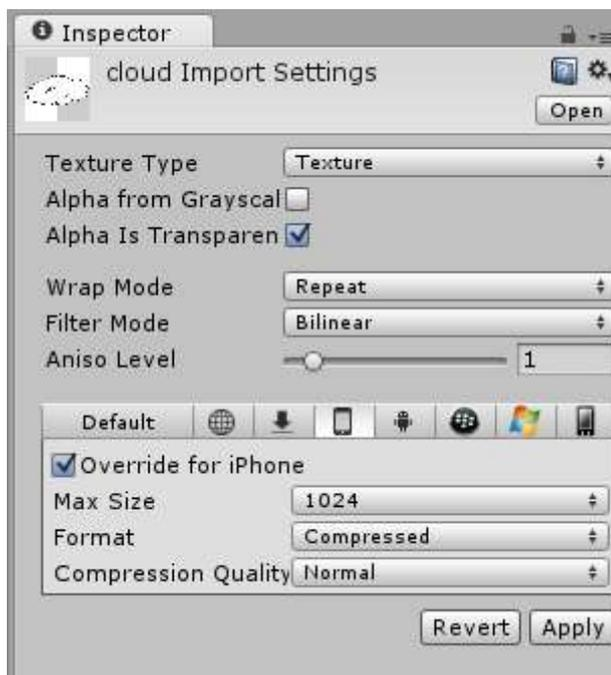 Inspector
cloud Import Settings
Open
Texture Type Texture
Alpha from Grayscal
Alpha Is Transparen
Wrap Mode Repeat
Filter Mode Bilinear
Aniso Level 1
Default
Override for iPhone
Max Size 1024
Format Compressed
Compression Quality Normal
Revert Apply